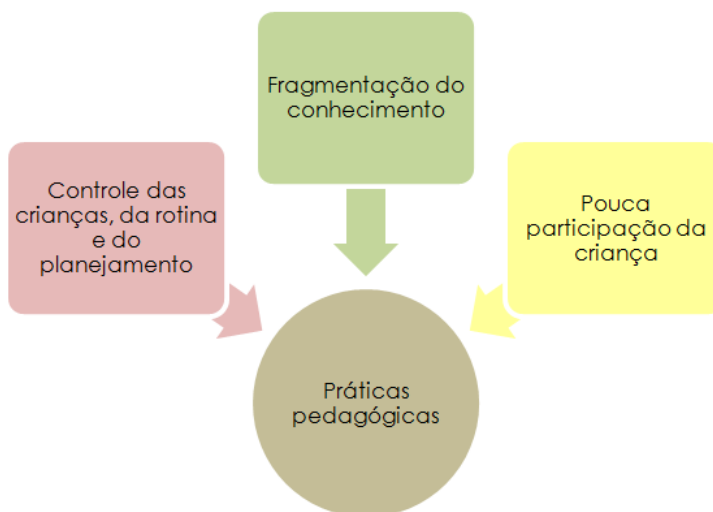 Fragmentação do
conhecimento
Controle das
crianças, da rotina
e do
planejamento
Pouca
participação da
criança
Práticas
pedagógicas